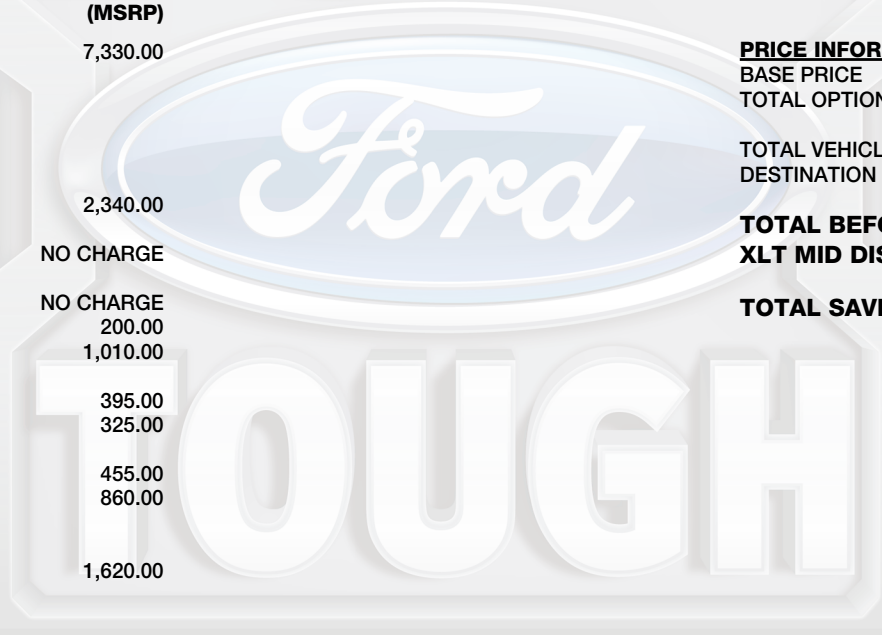 (MSRP)
7,330.00
2,340.00
NO CHARGE
NO CHARGE
200.00
1,010.00
395.00
325.00
455.00
860.00
1,620.00
PRICE INFOR
BASE PRICE
TOTAL OPTION
TOTAL VEHICL
DESTINATION
TOTAL BEFO
XLT MID DIS
TOTAL SAVI
Ford
TOUGH